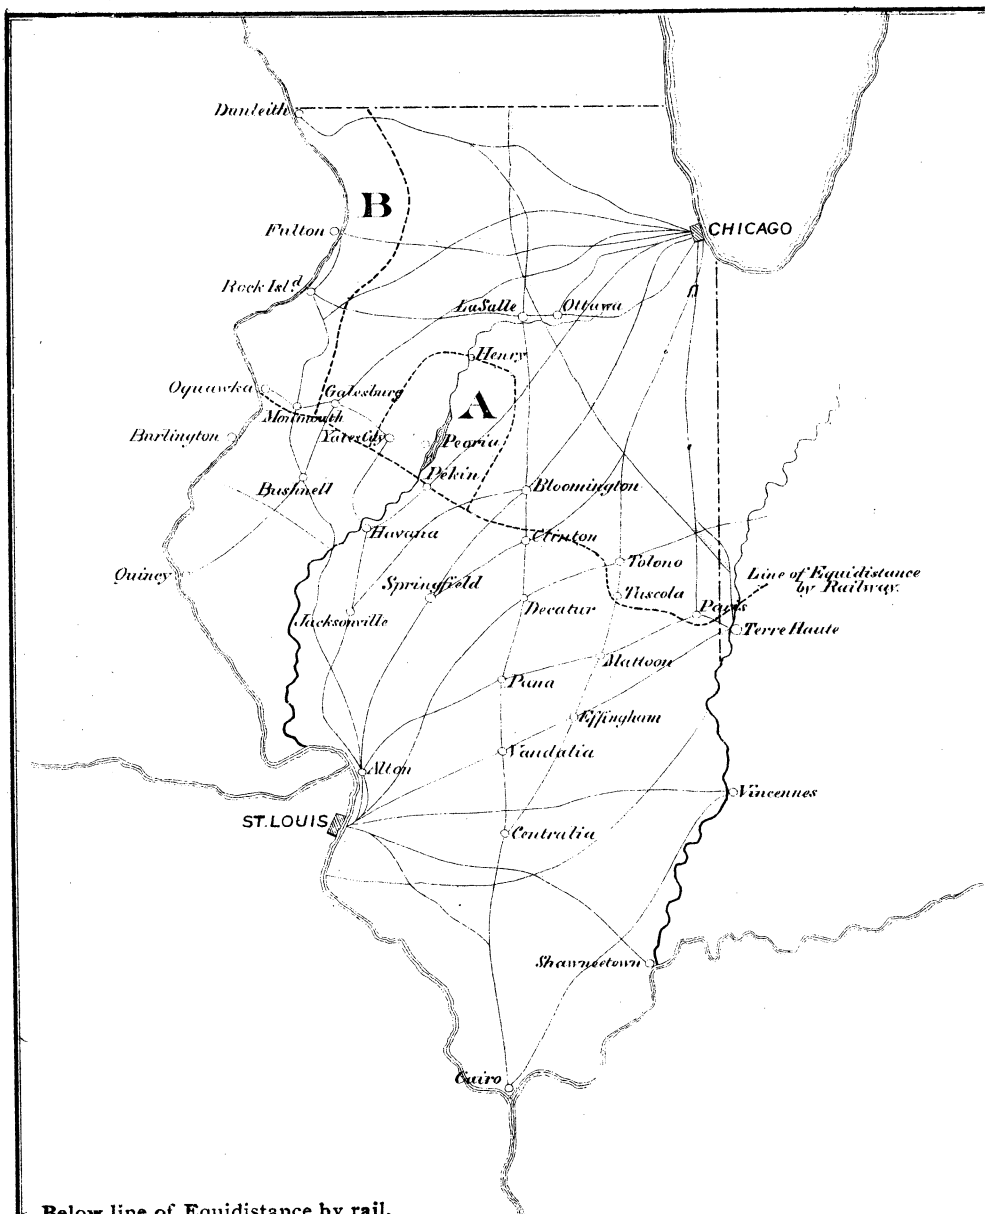 Dunleith
B
Fulton
CHICAGO
Rock Isl.d
LaSalle
Ottawa
Henry
Oquawka
Galesburg
A
Monmouth
Burlington
Yates City
Peoria
Pekin
Bushnell
Bloomington
Havana
Clinton
Quincy
Tolono
Line of Equidistance
by Railway.
Springfield
Tuscola
Jacksonville
Decatur
Paris
Terre Haute
Mattoon
Pana
Effingham
Vandalia
Alton
Vincennes
ST. LOUIS
Centralia
Shawneetown
Cairo
Below line of Equidistance by rail.